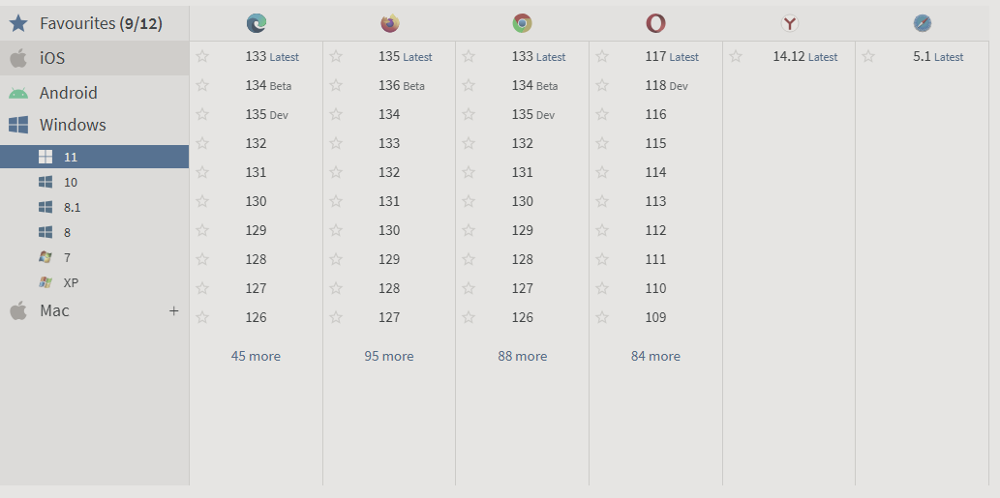 Favourites (9/12)
iOS
Android
Windows
11
10
8.1
8
7
XP
Mac +
133 Latest 135 Latest 133 Latest 117 Latest 14.12 Latest 5.1 Latest
134 Beta 136 Beta 134 Beta 118 Dev
135 Dev 134 135 Dev 116
132 133 132 115
131 132 131 114
130 131 130 113
129 130 129 112
128 129 128 111
127 128 127 110
126 127 126 109
45 more 95 more 88 more 84 more